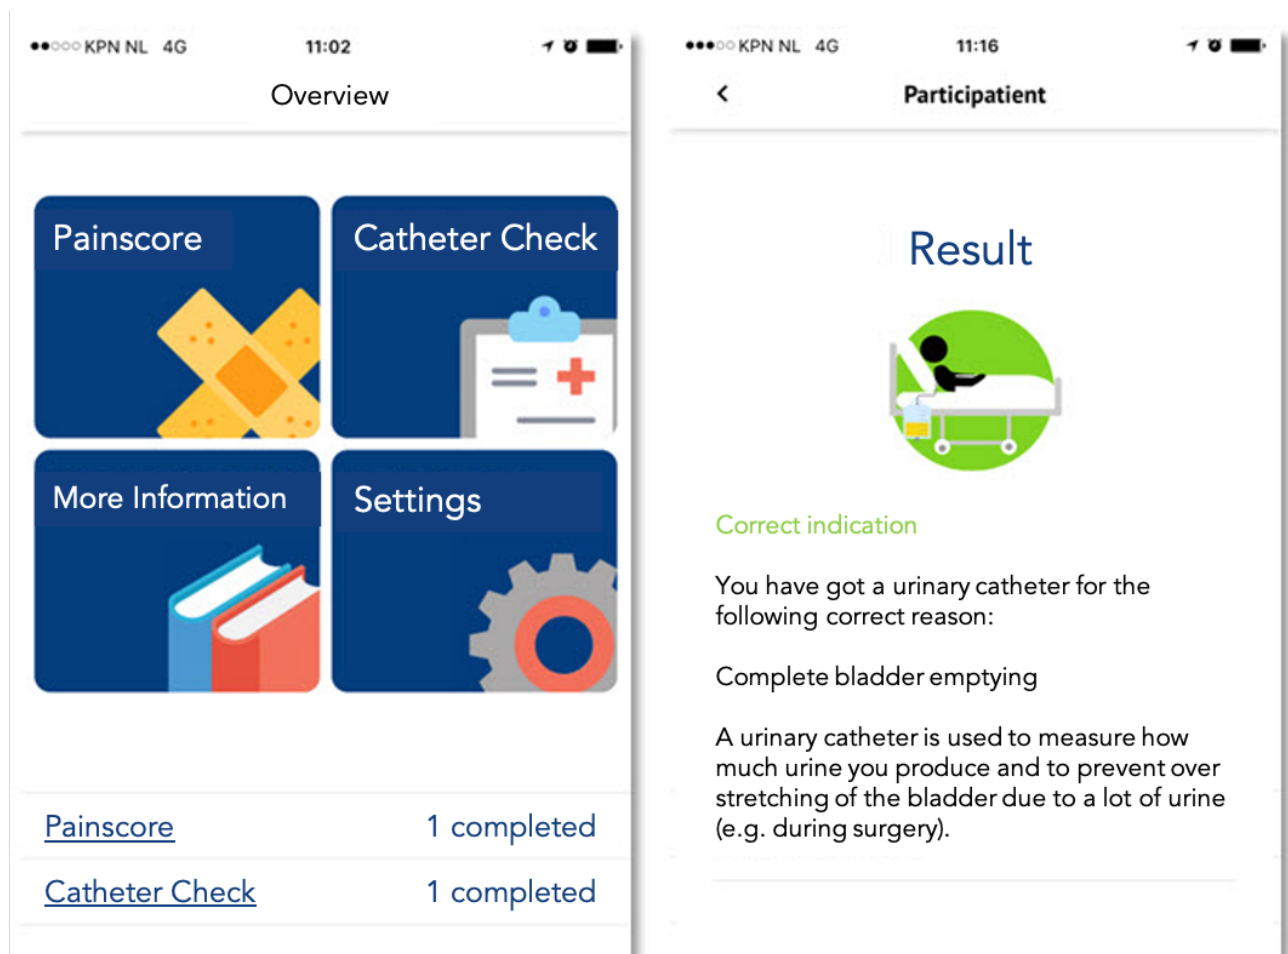 KPN NL 4G 11:02
Overview
Painscore
Catheter Check
More Information
Settings
Painscore 1 completed
Catheter Check 1 completed
KPN NL 4G 11:16
Participatient
Result
Correct indication
You have got a urinary catheter for the
following correct reason:
Complete bladder emptying
A urinary catheter is used to measure how
much urine you produce and to prevent over
stretching of the bladder due to a lot of urine
(e.g. during surgery).